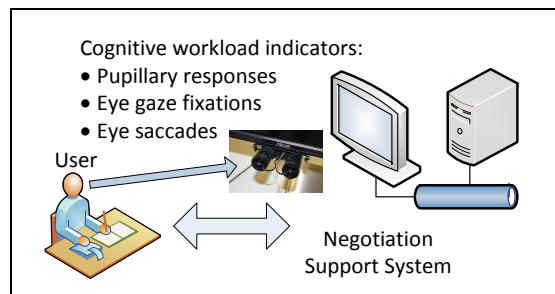 Cognitive workload indicators:
• Pupillary responses
• Eye gaze fixations
• Eye saccades
User
Negotiation
Support System